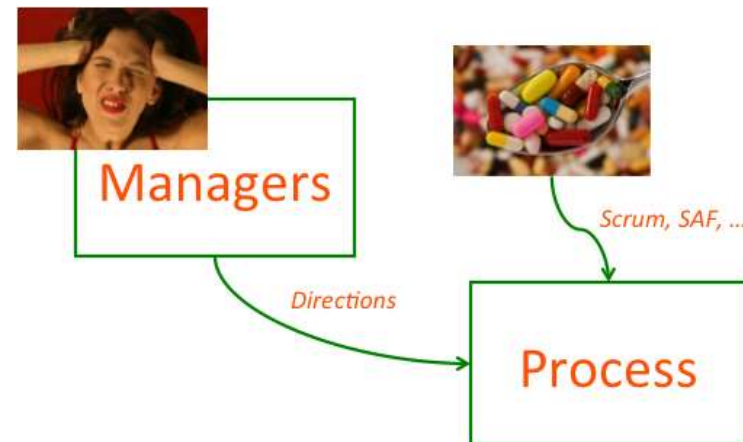 Managers
Scrum, SAF, ...
Directions
Process